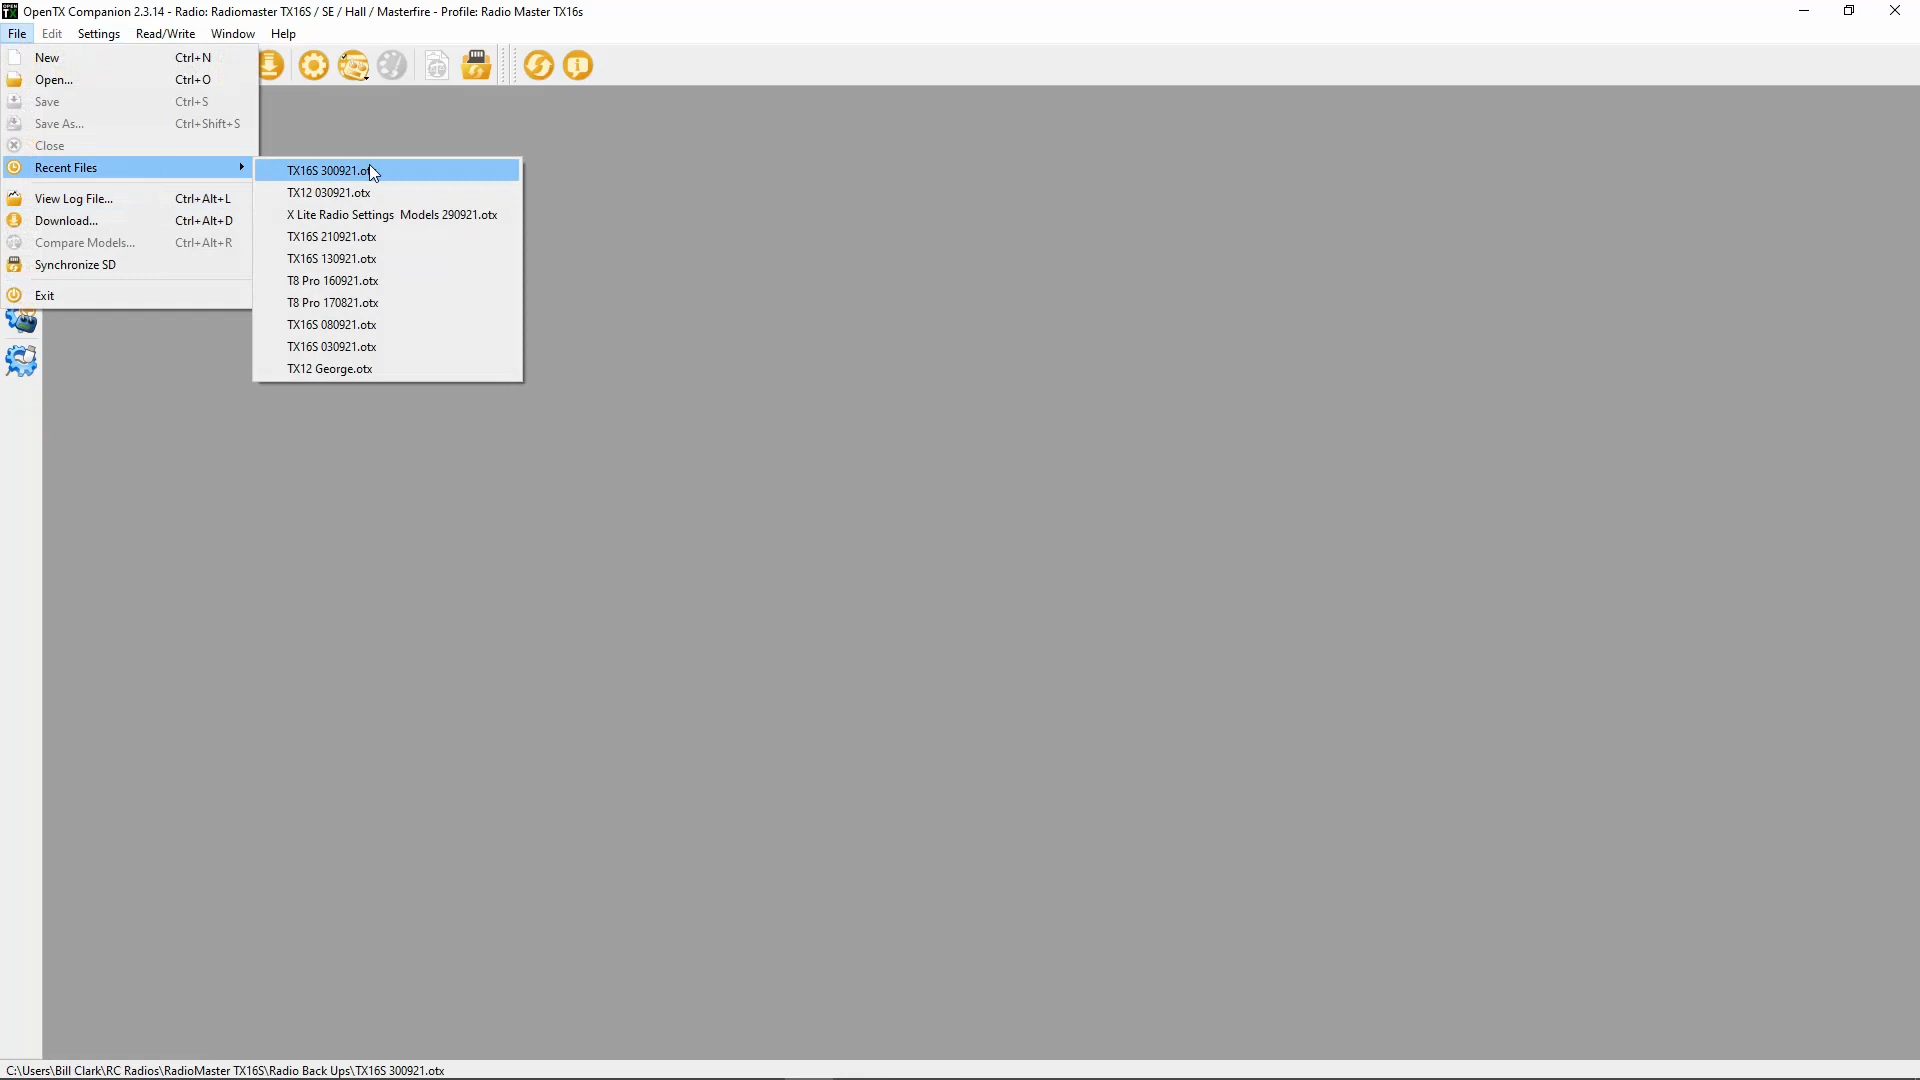 OpenTX Companion 2.3.14 - Radio: Radiomaster TX16S / SE / Hall / Masterfire - Profile: Radio Master TX16s
File Edit Settings Read/Write Window Help
New Ctrl+N
Open... Ctrl+O
Save Ctrl+S
Save As... Ctrl+Shift+S
Close
Recent Files
View Log File... Ctrl+Alt+L
Download... Ctrl+Alt+D
Compare Models... Ctrl+Alt+R
Synchronize SD
Exit
TX16S 300921.otx
TX12 030921.otx
X Lite Radio Settings Models 290921.otx
TX16S 210921.otx
TX16S 130921.otx
T8 Pro 160921.otx
T8 Pro 170821.otx
TX16S 080921.otx
TX16S 030921.otx
TX12 George.otx
C:\Users\Bill Clark\RC Radios\RadioMaster TX16S\Radio Back Ups\TX16S 300921.otx